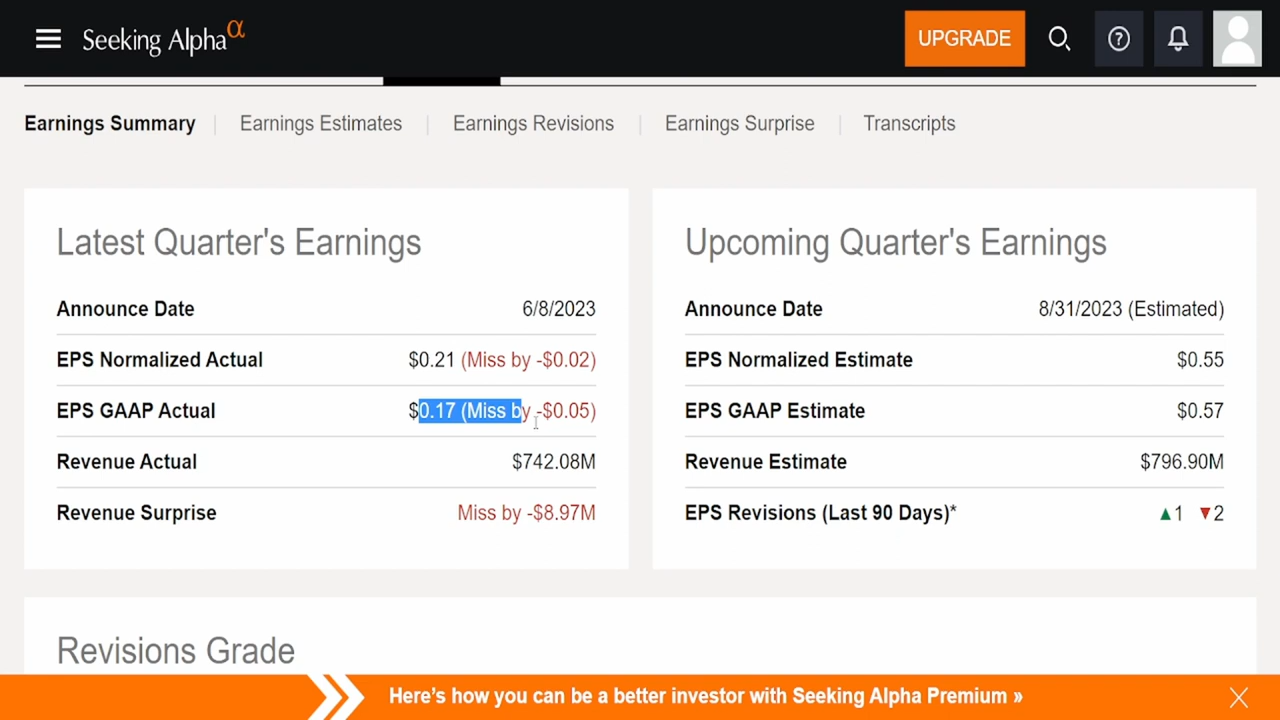 Seeking Alpha α
UPGRADE
Earnings Summary | Earnings Estimates | Earnings Revisions | Earnings Surprise | Transcripts
Latest Quarter's Earnings
Announce Date 6/8/2023
EPS Normalized Actual $0.21 (Miss by -$0.02)
EPS GAAP Actual $0.17 (Miss by -$0.05)
Revenue Actual $742.08M
Revenue Surprise Miss by -$8.97M
Upcoming Quarter's Earnings
Announce Date 8/31/2023 (Estimated)
EPS Normalized Estimate $0.55
EPS GAAP Estimate $0.57
Revenue Estimate $796.90M
EPS Revisions (Last 90 Days)* ▲1 ▼2
Revisions Grade
Here's how you can be a better investor with Seeking Alpha Premium »